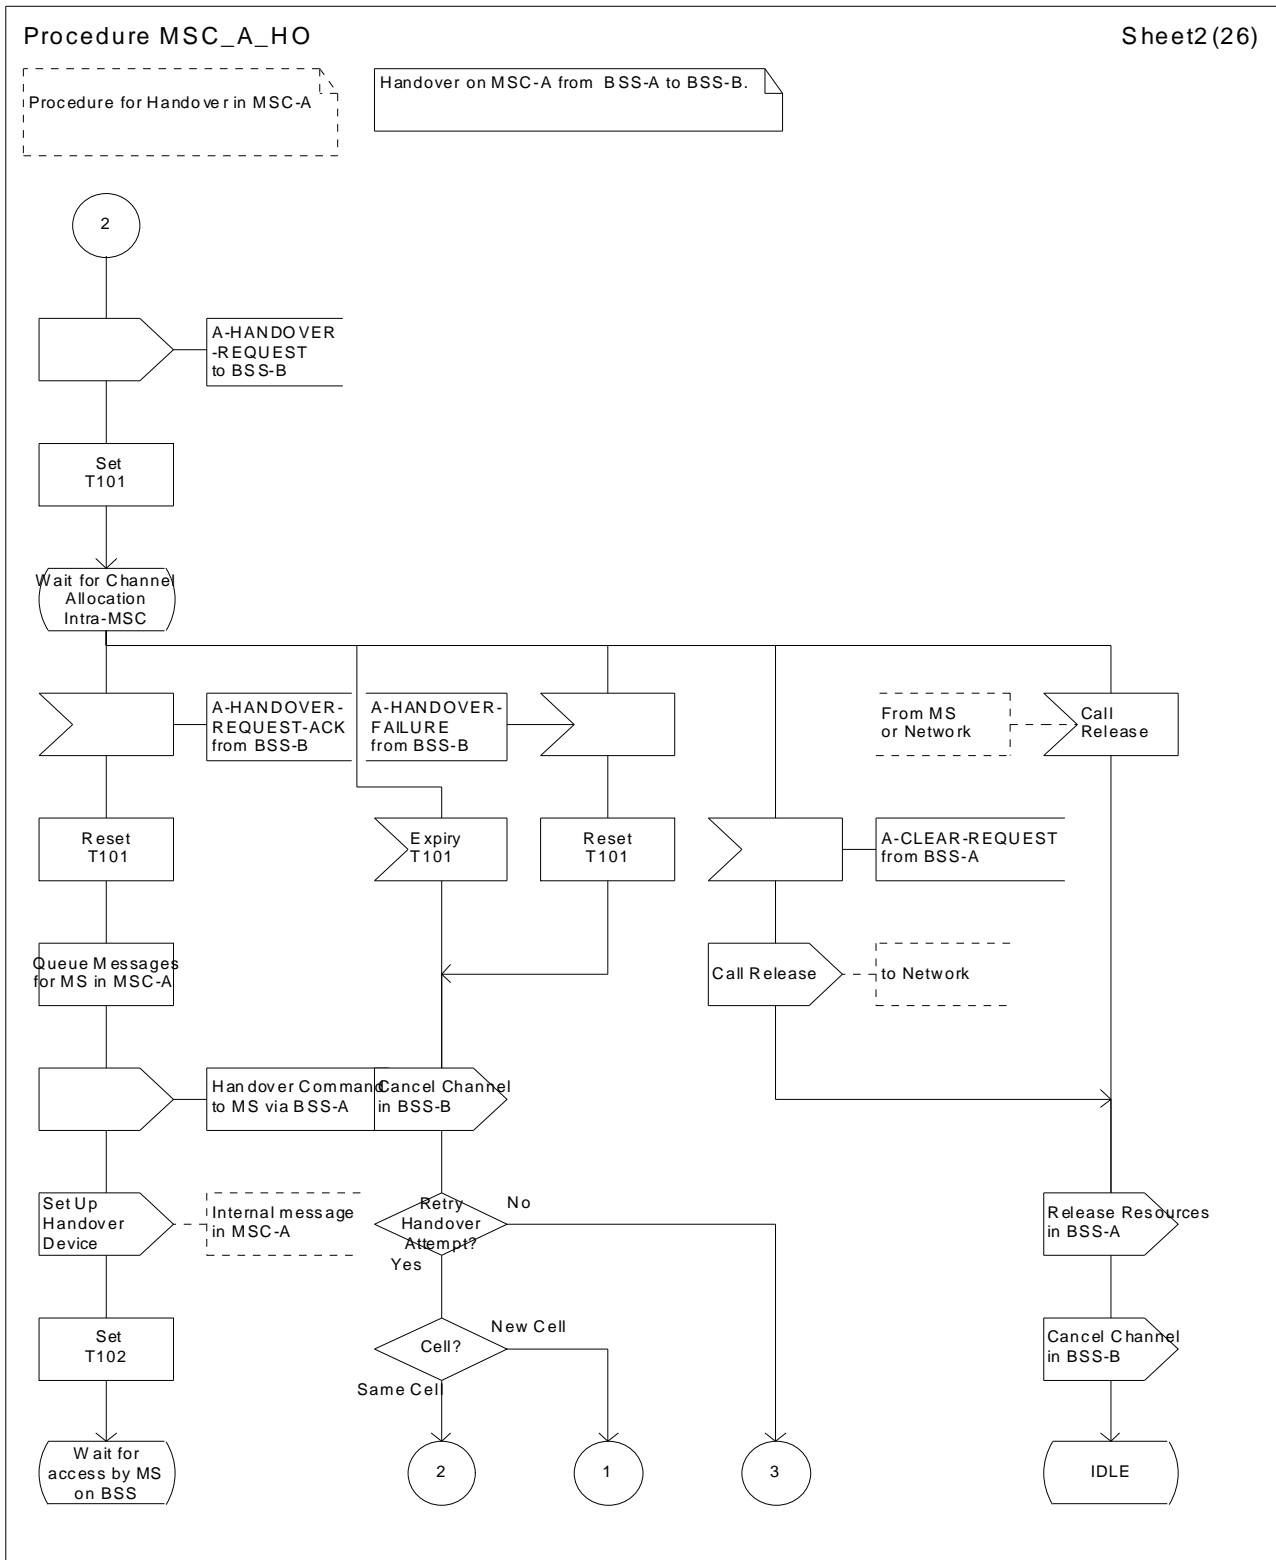 Procedure MSC_A_HO
Sheet2(26)
Procedure for Handover in MSC-A
Handover on MSC-A from BSS-A to BSS-B.
2
A-HANDOVER
-REQUEST
to BSS-B
Set
T101
Wait for Channel
Allocation
Intra-MSC
A-HANDOVER-
REQUEST-ACK
from BSS-B
A-HANDOVER-
FAILURE
from BSS-B
From MS
or Network
Call
Release
Reset
T101
Expiry
T101
Reset
T101
A-CLEAR-REQUEST
from BSS-A
Queue Messages
for MS in MSC-A
Call Release
to Network
Handover Command
to MS via BSS-A
Cancel Channel
in BSS-B
Set Up
Handover
Device
Internal message
in MSC-A
Retry
Handover
Attempt?
No
Yes
Release Resources
in BSS-A
Set
T102
Cell?
New Cell
Same Cell
Cancel Channel
in BSS-B
Wait for
access by MS
on BSS
2
1
3
IDLE